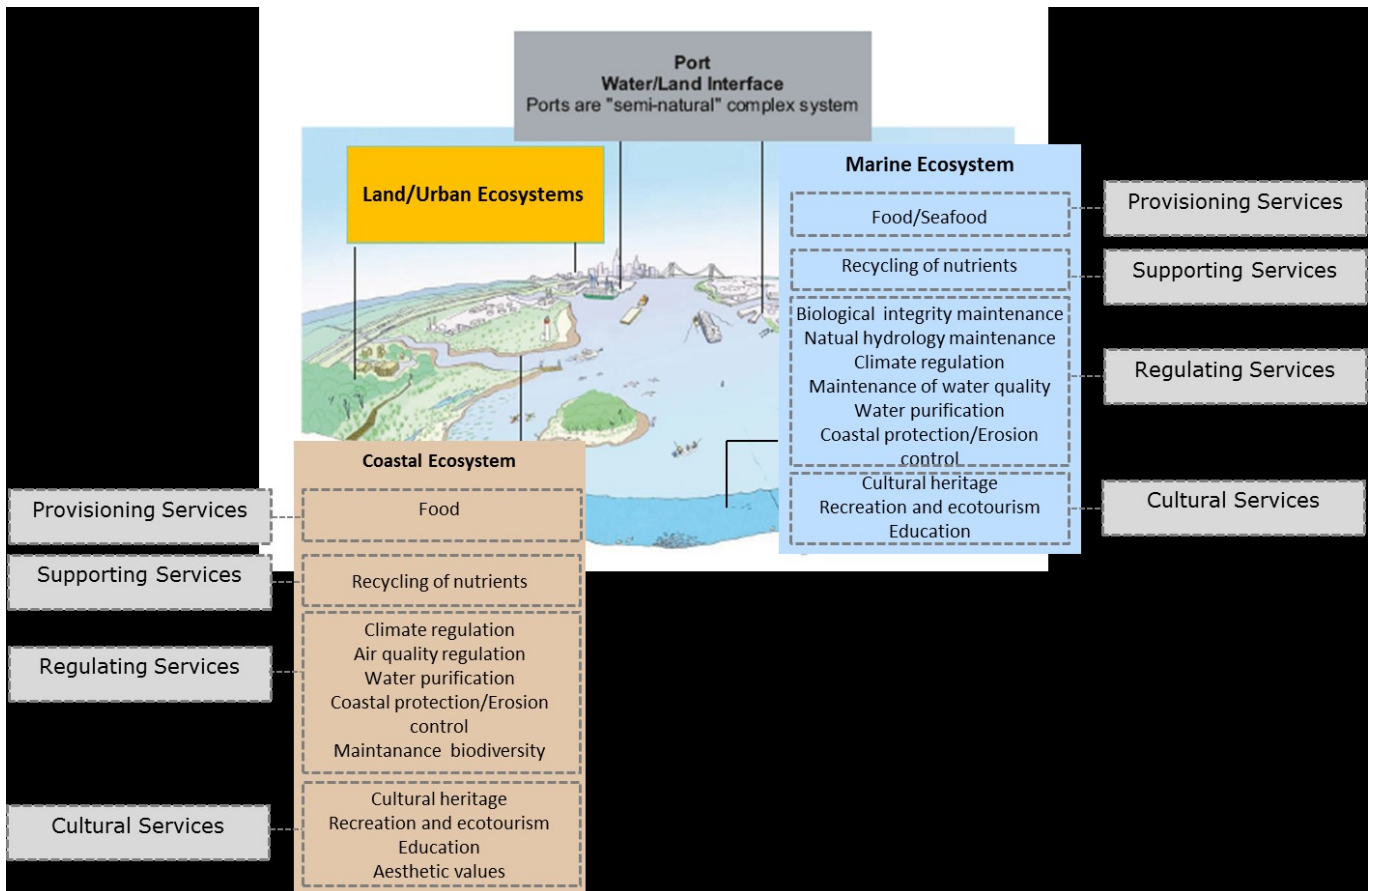 Port
Water/Land Interface
Ports are "semi-natural" complex system
Land/Urban Ecosystems
Marine Ecosystem
Food/Seafood
Provisioning Services
Recycling of nutrients
Supporting Services
Biological integrity maintenance
Natual hydrology maintenance
Climate regulation
Maintenance of water quality
Water purification
Coastal protection/Erosion
control
Regulating Services
Cultural heritage
Recreation and ecotourism
Education
Cultural Services
Coastal Ecosystem
Provisioning Services
Food
Supporting Services
Recycling of nutrients
Regulating Services
Climate regulation
Air quality regulation
Water purification
Coastal protection/Erosion
control
Maintanance biodiversity
Cultural Services
Cultural heritage
Recreation and ecotourism
Education
Aesthetic values